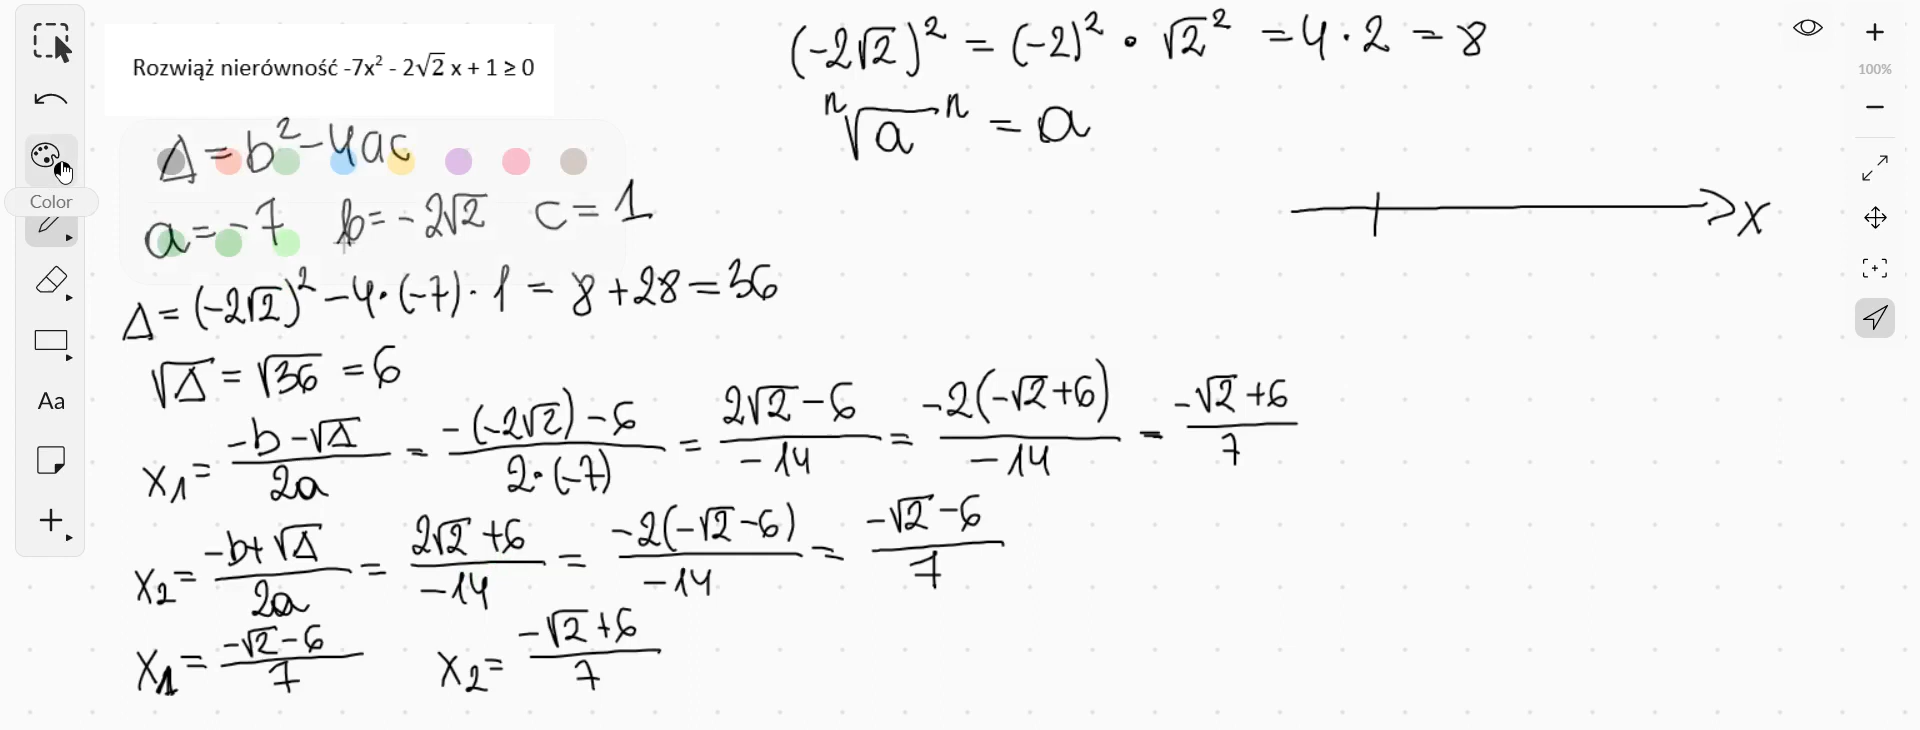 Rozwiąż nierówność -7x² - 2√2 x + 1 ≥ 0
(-2√2)² = (-2)² · √2² = 4 · 2 = 8
ⁿ√a ⁿ = a
Δ = b² - 4ac
a = -7 b = -2√2 c = 1
Δ = (-2√2)² - 4·(-7)·1 = 8 + 28 = 36
√Δ = √36 = 6
x₁ = (-b - √Δ)/2a = (-(-2√2) - 6)/(2·(-7)) = (2√2 - 6)/-14 = (-2(-√2 + 6))/-14 = (-√2 + 6)/7
x₂ = (-b + √Δ)/2a = (2√2 + 6)/-14 = (-2(-√2 - 6))/-14 = (-√2 - 6)/7
x₁ = (-√2 - 6)/7 x₂ = (-√2 + 6)/7
x
Color
Aa
100%